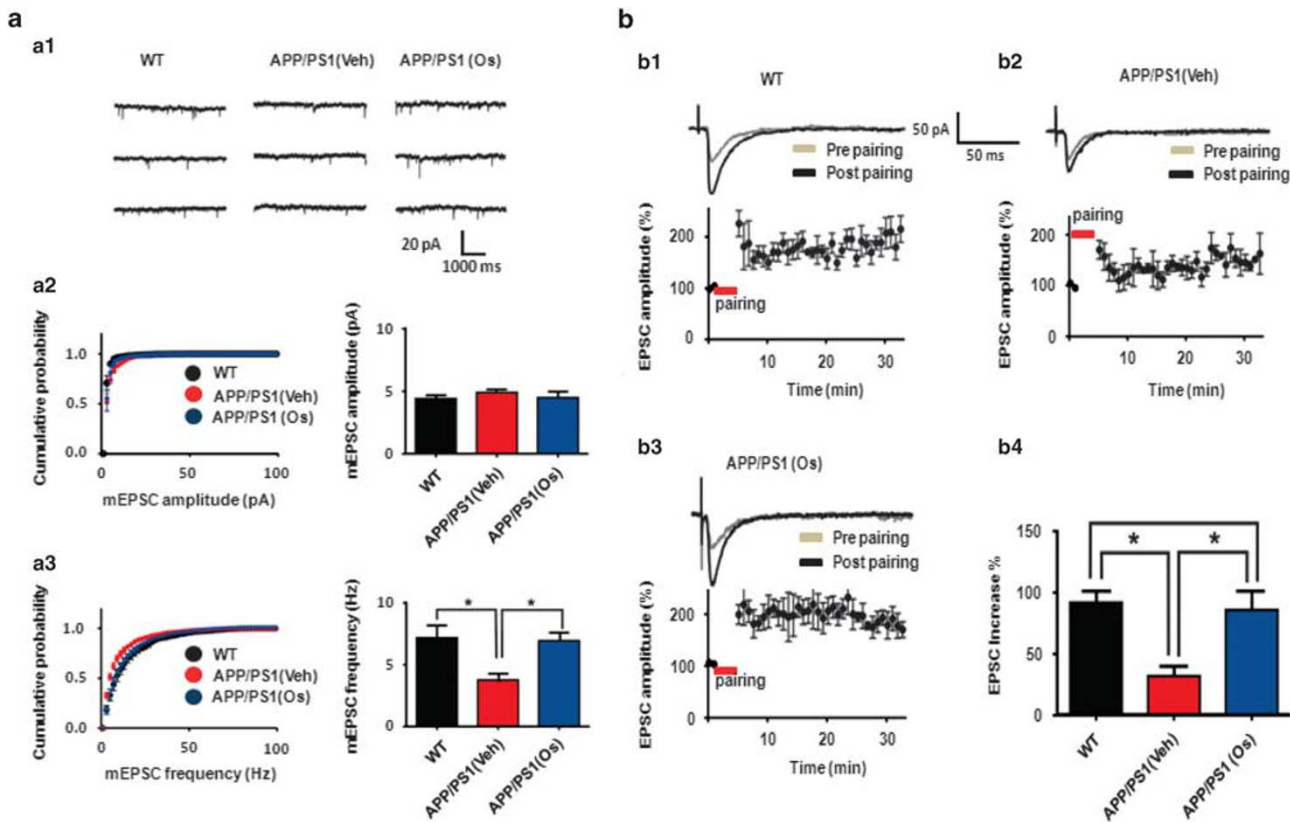 a
a1
WT
APP/PS1(Veh)
APP/PS1 (Os)
20 pA
1000 ms
a2
Cumulative probability
1.0
0.5
0.0
50
100
mEPSC amplitude (pA)
WT
APP/PS1(Veh)
APP/PS1 (Os)
mEPSC amplitude (pA)
10
5
0
WT
APP/PS1(Veh)
APP/PS1(Os)
a3
Cumulative probability
1.0
0.5
0.0
50
100
mEPSC frequency (Hz)
WT
APP/PS1(Veh)
APP/PS1(Os)
mEPSC frequency (Hz)
10
5
0
* *
WT
APP/PS1(Veh)
APP/PS1(Os)
b
b1
WT
50 pA
50 ms
Pre pairing
Post pairing
EPSC amplitude (%)
200
100
0
pairing
10 20 30
Time (min)
b2
APP/PS1(Veh)
Pre pairing
Post pairing
EPSC amplitude (%)
200
100
0
pairing
10 20 30
Time (min)
b3
APP/PS1 (Os)
Pre pairing
Post pairing
EPSC amplitude (%)
200
100
0
pairing
10 20 30
Time (min)
b4
EPSC Increase %
150
100
50
0
* *
WT
APP/PS1(Veh)
APP/PS1 (Os)